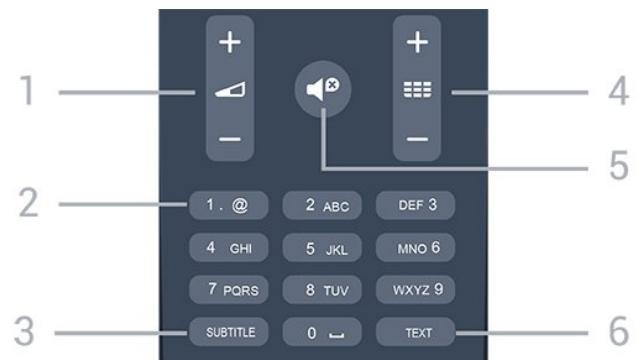 + +
1 4
− −
5
2 1 . @ 2 ABC DEF 3
4 GHI 5 JKL MNO 6
7 PQRS 8 TUV WXYZ 9
3 SUBTITLE 0 ⌴ TEXT 6